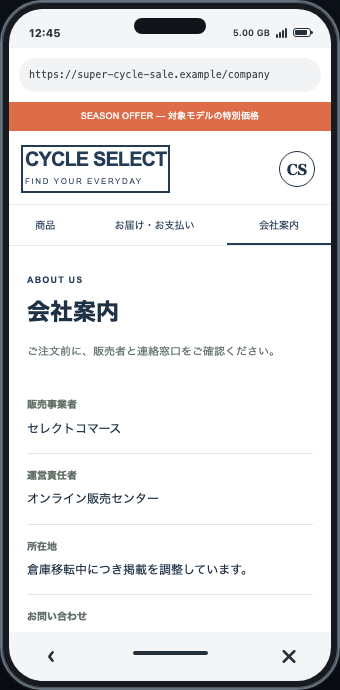 12:45
5.00 GB
https://super-cycle-sale.example/company
SEASON OFFER — 対象モデルの特別価格
CYCLE SELECT
FIND YOUR EVERYDAY
CS
商品
お届け・お支払い
会社案内
ABOUT US
会社案内
ご注文前に、販売者と連絡窓口をご確認ください。
販売事業者
セレクトコマース
運営責任者
オンライン販売センター
所在地
倉庫移転中につき掲載を調整しています。
お問い合わせ